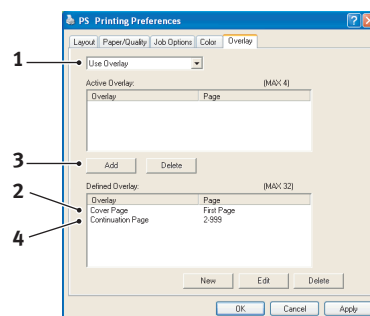 PS Printing Preferences
Layout Paper/Quality Job Options Color Overlay
1 Use Overlay
Active Overlay: (MAX 4)
Overlay Page
3 Add Delete
Defined Overlay: (MAX 32)
Overlay Page
2 Cover Page First Page
4 Continuation Page 2-999
New Edit Delete
OK Cancel Apply